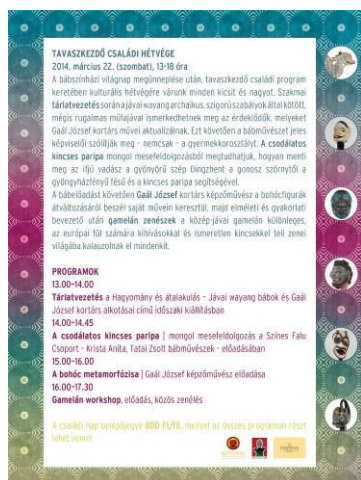 TAVASZKEZDŐ CSALÁDI HÉTVÉGE
2014. március 22, (szombat), 13-18 óra
A bábszínházi világnap megünneplése után, tavaszkezdő családi program
keretében kulturális hétvégére várunk minden kicsit és nagyot. Szakmai
tárlatvezetés során a jávai wayang archaikus, szigorú szabályok által kötött,
mégis rugalmas műfajával ismerkedhetnek meg az érdeklődők, melyeket
Gaál József kortárs művei aktualizálnak. Ezt követően a bábművészet jeles
képviselői szólítják meg - nemcsak - a gyermekkorosztályt. A csodálatos
kincses paripa mongol mesefeldolgozásból megtudhatjuk, hogyan menti
meg az ifjú vadász a gyönyörű szép Dingzhent a gonosz szörnytől a
gyöngyházfényű fésű és a kincses paripa segítségével.
A bábelőadást követően Gaál József kortárs képzőművész a bohócfigurák
átváltozásáról beszél saját művein keresztül, majd elméleti és gyakorlati
bevezető után gamelán zenészek a közép-jávai gamelán különleges,
az európai fül számára kihívásokkal és ismeretlen kincsekkel teli zenei
világába kalauzolnak el mindenkit.
PROGRAMOK
13.00-14.00
Tárlatvezetés a Hagyomány és átalakulás - Jávai wayang bábok és Gaál
József kortárs alkotásai című időszaki kiállításban
14.00-14.45
A csodálatos kincses paripa | mongol mesefeldolgozás a Színes Falu
Csoport - Krista Anita, Tatai Zsolt bábművészek - előadásában
15.00-16.00
A bohóc metamorfózisa | Gaál József képzőművész előadása
16.00-17.30
Gamelán workshop, előadás, közös zenélés
A családi nap belépőjegye 800 Ft/fő, mellyel az összes programon részt
lehet venni!